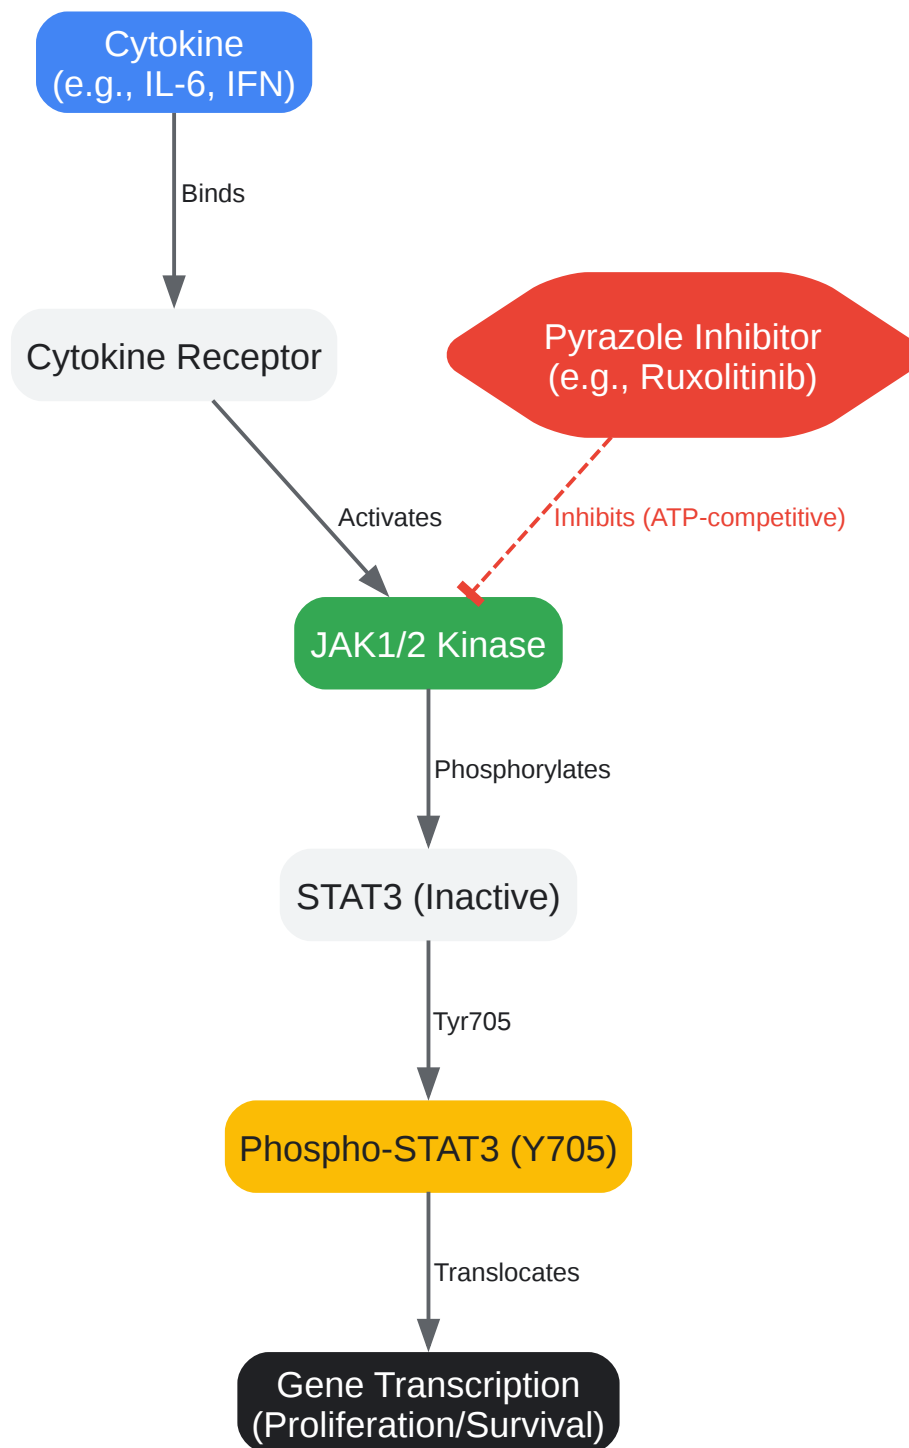 Cytokine
(e.g., IL-6, IFN)
Binds
Cytokine Receptor
Pyrazole Inhibitor
(e.g., Ruxolitinib)
Activates
Inhibits (ATP-competitive)
JAK1/2 Kinase
Phosphorylates
STAT3 (Inactive)
Tyr705
Phospho-STAT3 (Y705)
Translocates
Gene Transcription
(Proliferation/Survival)